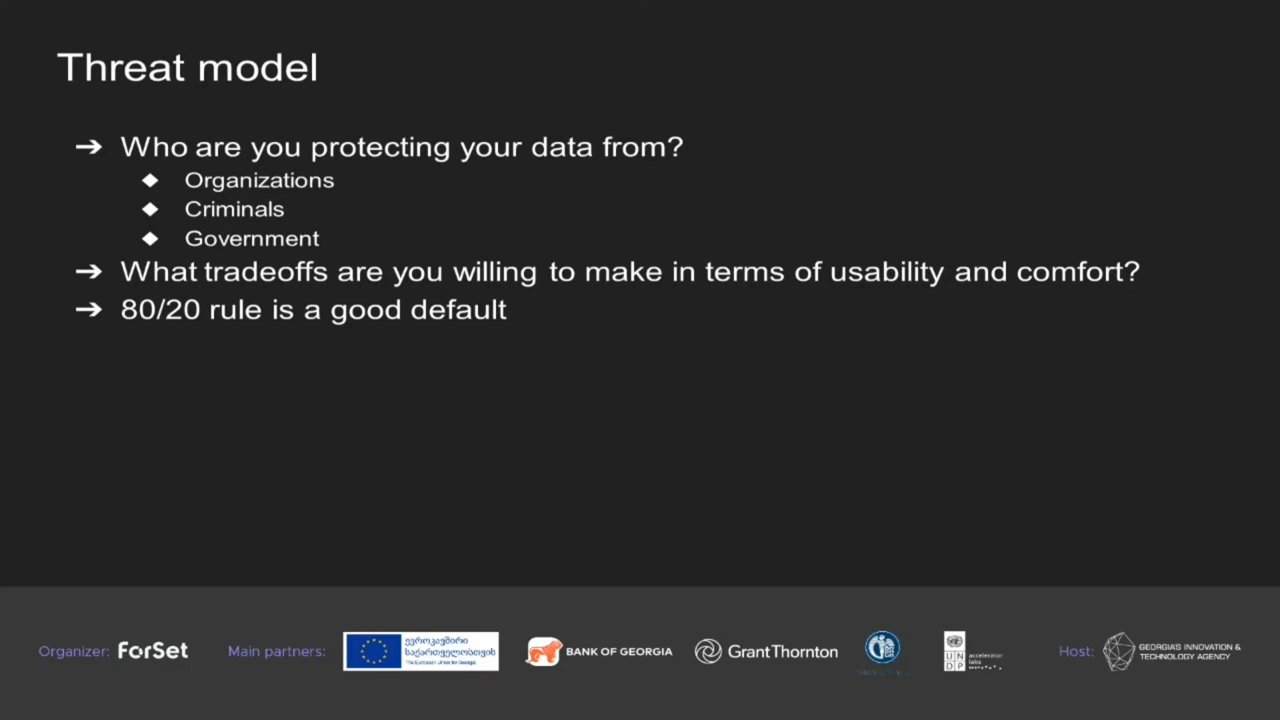 Threat model
➔ Who are you protecting your data from?
◆ Organizations
◆ Criminals
◆ Government
➔ What tradeoffs are you willing to make in terms of usability and comfort?
➔ 80/20 rule is a good default
Organizer: ForSet
Main partners:
ევროკავშირი
საქართველოსთვის
The European Union for Georgia
BANK OF GEORGIA
GrantThornton
UN
DP
accelerator
labs
Host:
GEORGIA'S INNOVATION &
TECHNOLOGY AGENCY